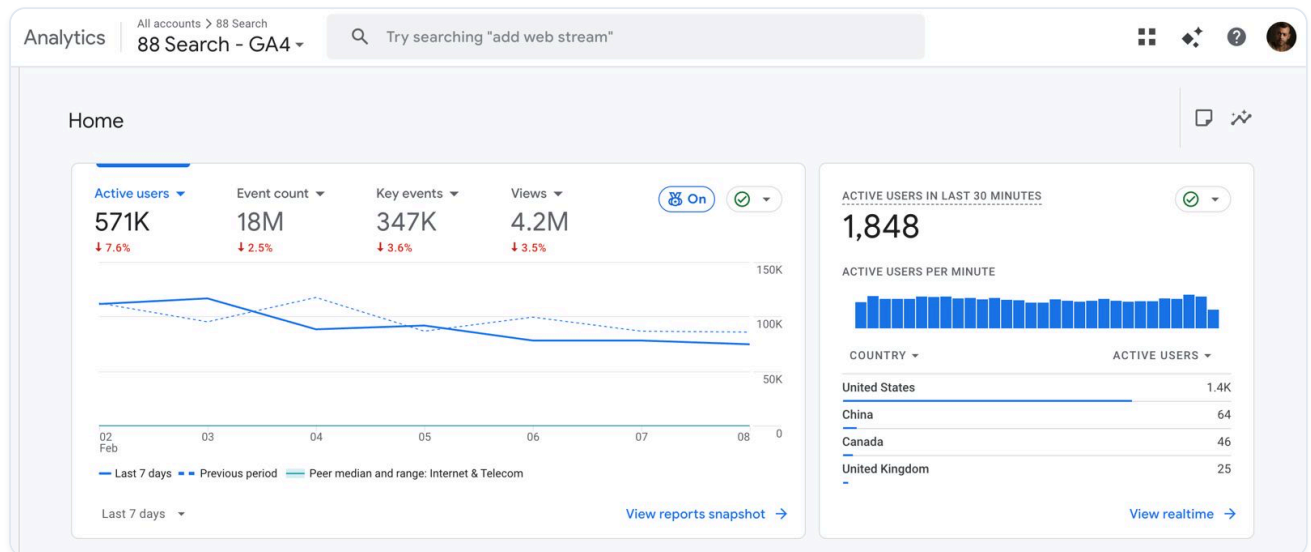 Analytics
All accounts > 88 Search
88 Search - GA4
Try searching "add web stream"
Home
Active users
571K
↓ 7.6%
Event count
18M
↓ 2.5%
Key events
347K
↓ 3.6%
Views
4.2M
↓ 3.5%
On
150K
100K
50K
0
02
Feb
03
04
05
06
07
08
Last 7 days
Previous period
Peer median and range: Internet & Telecom
Last 7 days
View reports snapshot →
ACTIVE USERS IN LAST 30 MINUTES
1,848
ACTIVE USERS PER MINUTE
COUNTRY ACTIVE USERS
United States 1.4K
China 64
Canada 46
United Kingdom 25
View realtime →